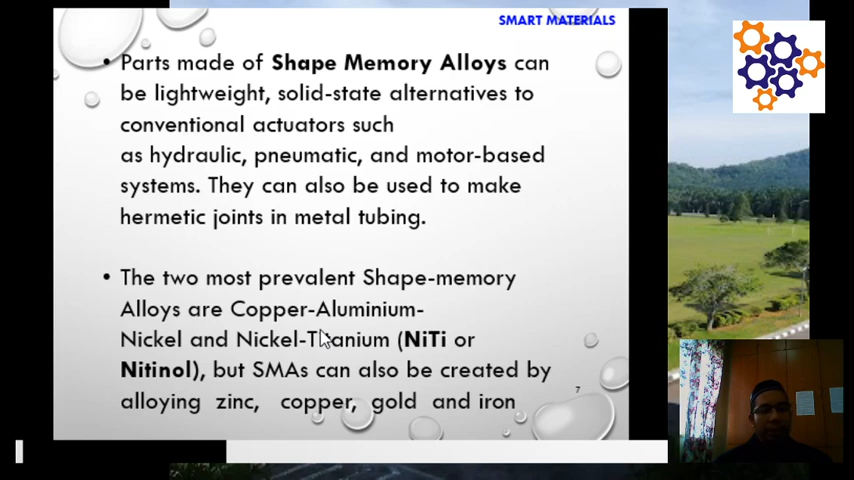 SMART MATERIALS
• Parts made of Shape Memory Alloys can
be lightweight, solid-state alternatives to
conventional actuators such
as hydraulic, pneumatic, and motor-based
systems. They can also be used to make
hermetic joints in metal tubing.
• The two most prevalent Shape-memory
Alloys are Copper-Aluminium-
Nickel and Nickel-Titanium (NiTi or
Nitinol), but SMAs can also be created by
alloying zinc, copper, gold and iron
7